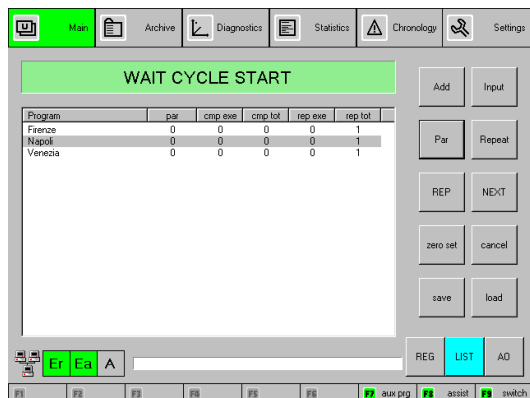 Main Archive Diagnostics Statistics Chronology Settings
WAIT CYCLE START
Add Input
Program par cmp exe cmp tot rep exe rep tot
Firenze 0 0 0 0 1
Napoli 0 0 0 0 1
Venezia 0 0 0 0 1
Par Repeat
REP NEXT
zero set cancel
save load
REG LIST AO
Er Ea A
F1 F2 F3 F4 F5 F6 F7 aux prg F8 assist F9 switch